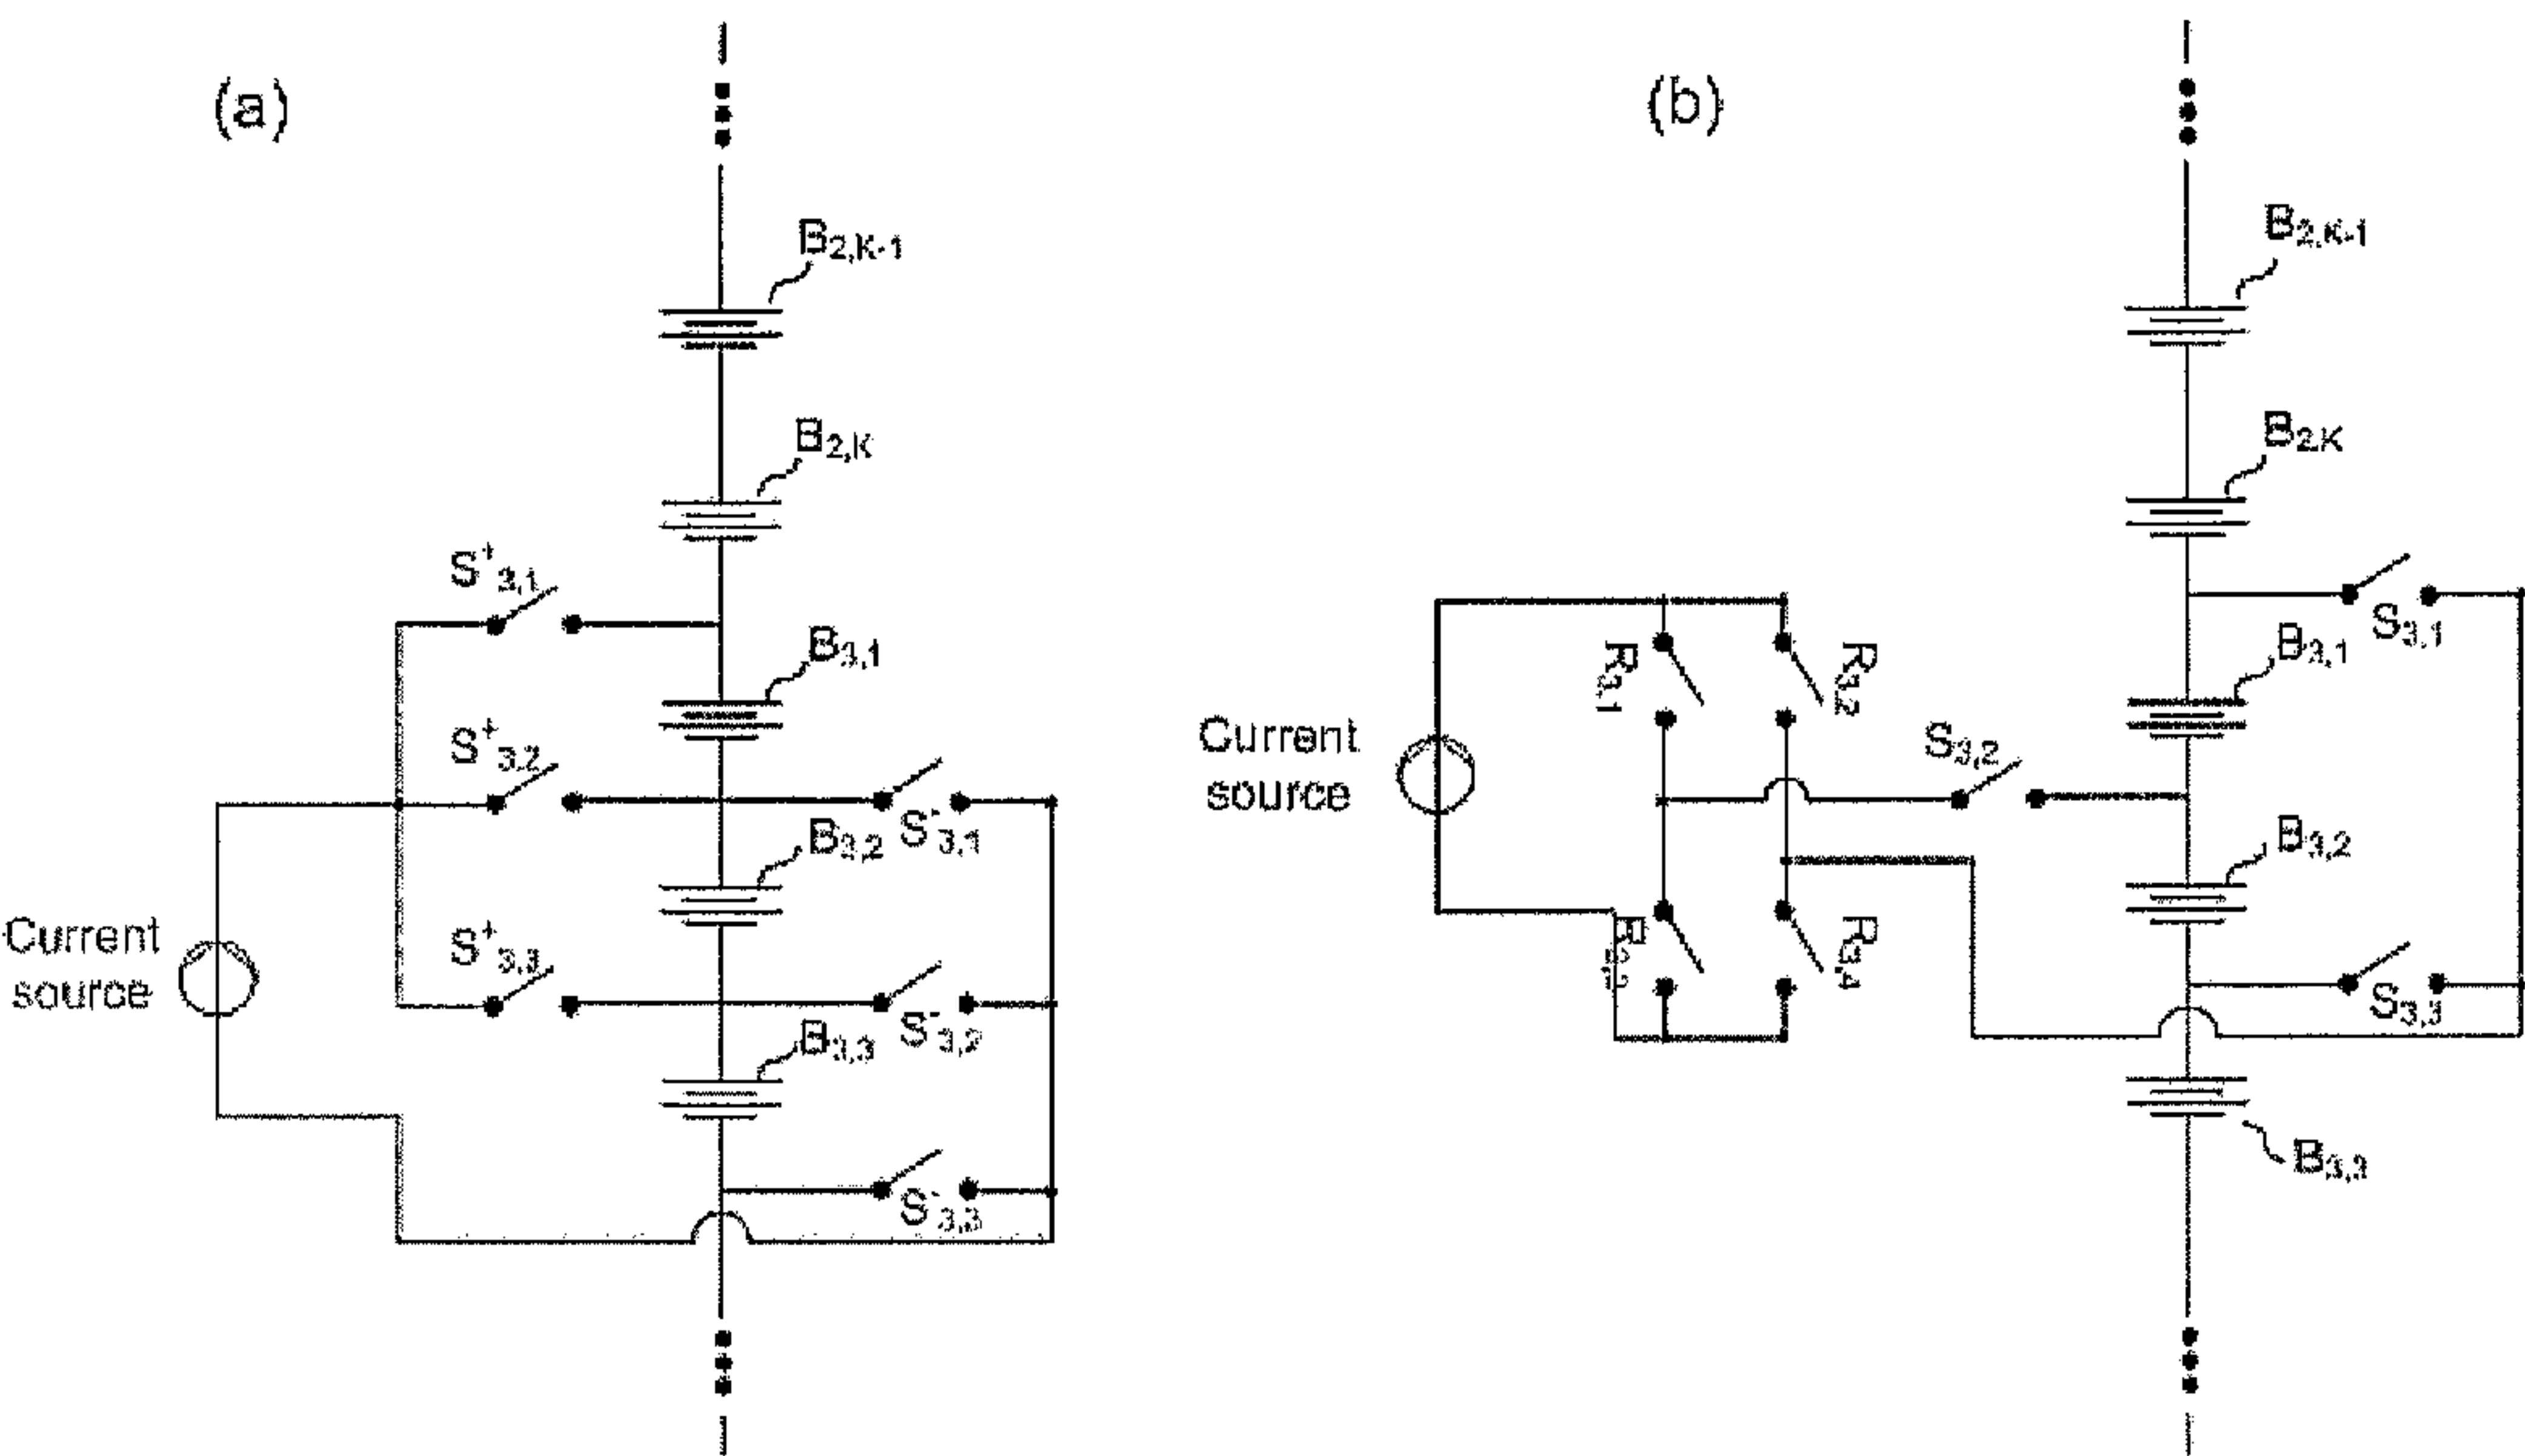 (a)
B2,K-1
B2,K
S+3,1
B3,1
S+3,2
S-3,1
B3,2
Current
source
S+3,3
S-3,2
B3,3
S-3,3
(b)
B2,K-1
B2,K
S3,1
B3,1
R3,1
R3,2
Current
source
S3,2
B3,2
R3,4
S3,3
B3,3